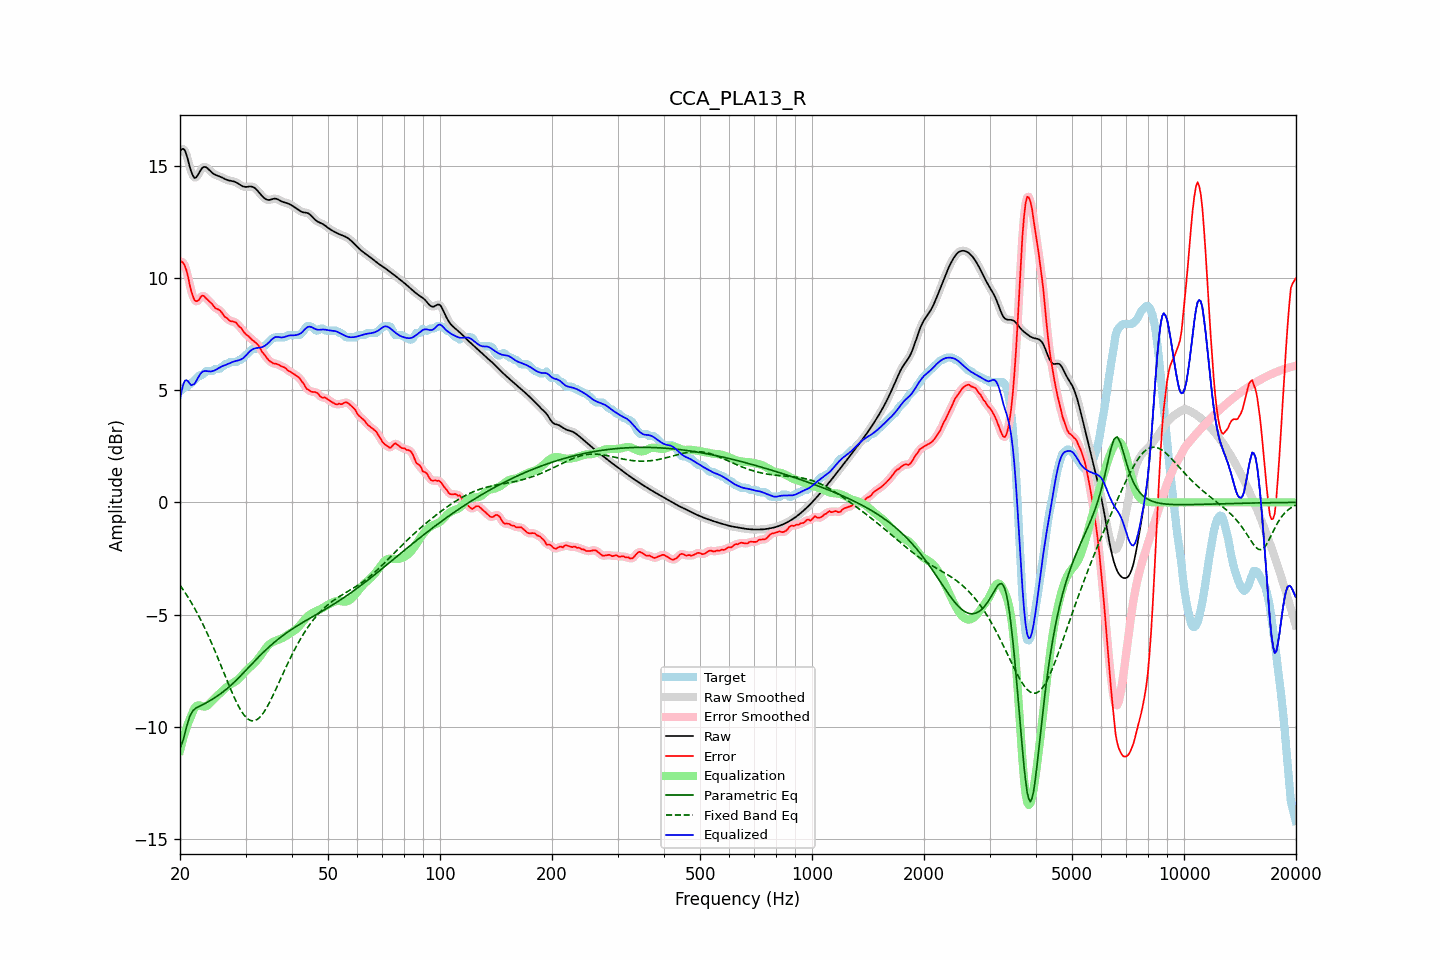 CCA_PLA13_R
Amplitude (dBr)
15
10
5
0
−5
−10
−15
Target
Raw Smoothed
Error Smoothed
Raw
Error
Equalization
Parametric Eq
Fixed Band Eq
Equalized
20
50
100
200
500
1000
2000
5000
10000
20000
Frequency (Hz)